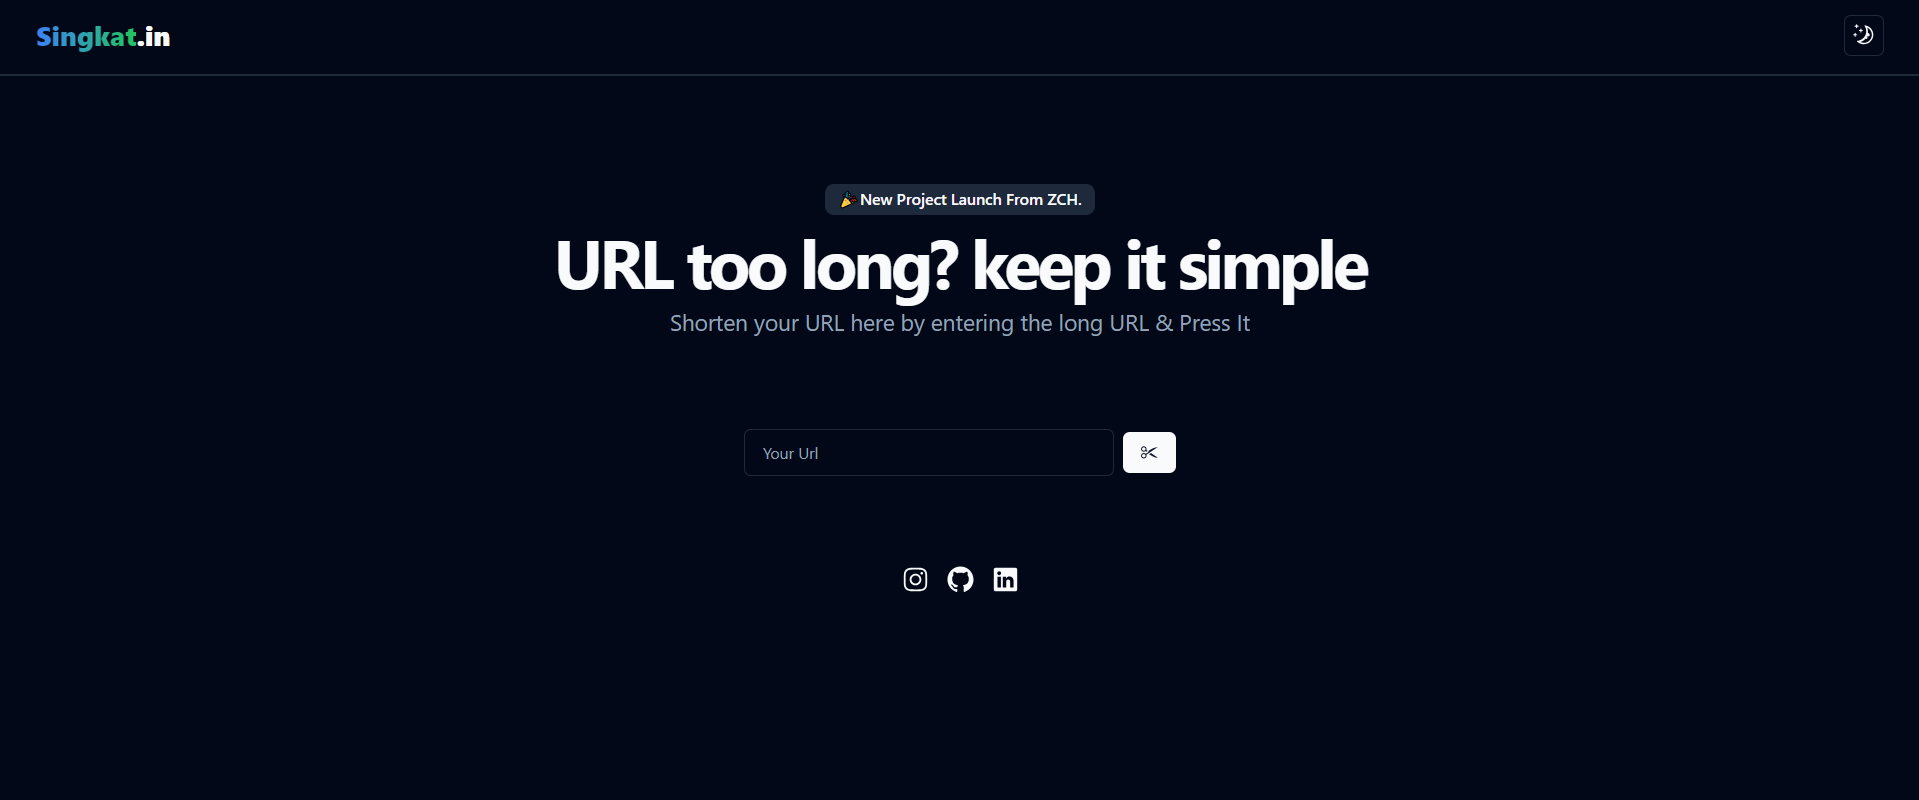 Singkat.in
🎉 New Project Launch From ZCH.
URL too long? keep it simple
Shorten your URL here by entering the long URL & Press It
Your Url